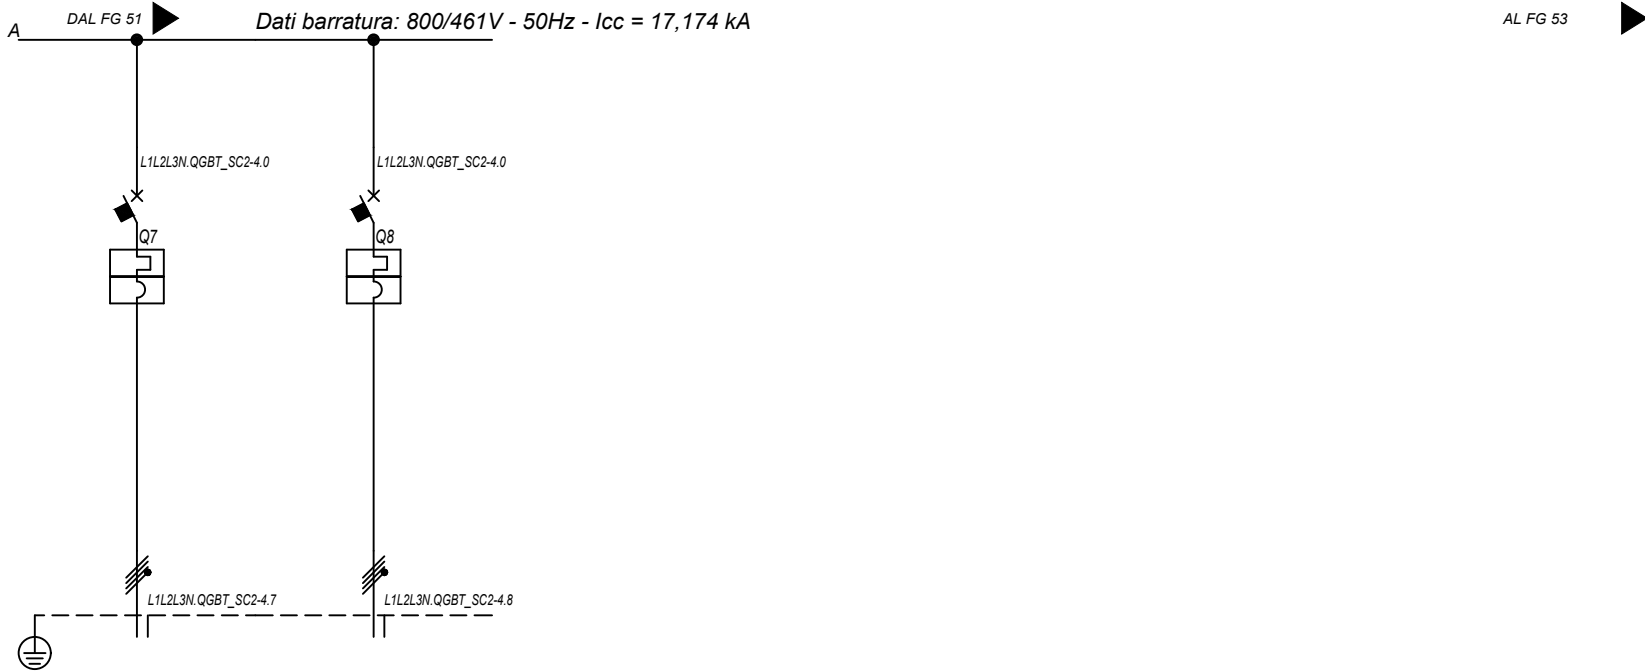 DAL FG 51
Dati barratura: 800/461V - 50Hz - Icc = 17,174 kA
AL FG 53
A
L1L2L3N.QGBT_SC2-4.0
L1L2L3N.QGBT_SC2-4.0
Q7
Q8
L1L2L3N.QGBT_SC2-4.7
L1L2L3N.QGBT_SC2-4.8